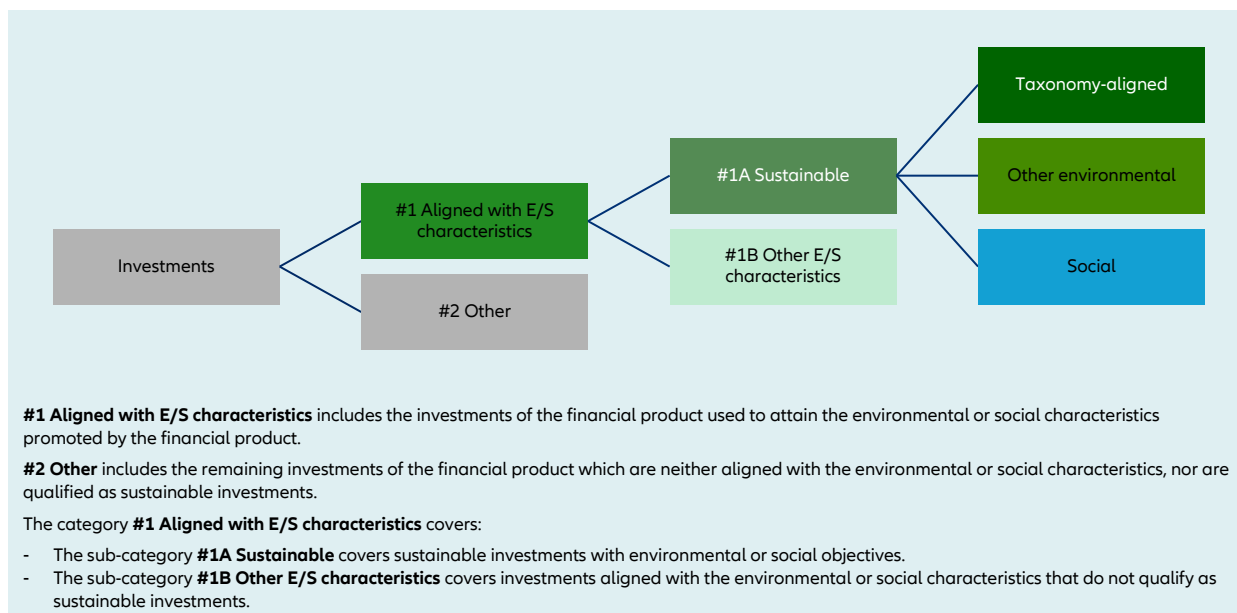 Taxonomy-aligned
#1A Sustainable
Other environmental
#1 Aligned with E/S
characteristics
#1B Other E/S
characteristics
Investments
Social
#2 Other
#1 Aligned with E/S characteristics includes the investments of the financial product used to attain the environmental or social characteristics
promoted by the financial product.
#2 Other includes the remaining investments of the financial product which are neither aligned with the environmental or social characteristics, nor are
qualified as sustainable investments.
The category #1 Aligned with E/S characteristics covers:
- The sub-category #1A Sustainable covers sustainable investments with environmental or social objectives.
- The sub-category #1B Other E/S characteristics covers investments aligned with the environmental or social characteristics that do not qualify as
sustainable investments.